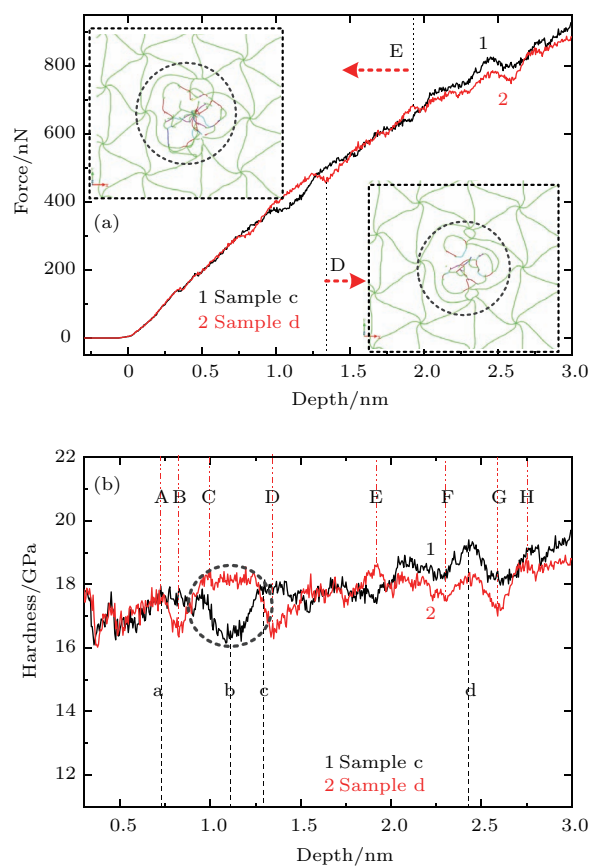 E
1
2
800
600
400
200
0
Force/nN
(a)
D
1 Sample c
2 Sample d
0 0.5 1.0 1.5 2.0 2.5 3.0
Depth/nm
(b)
A B C D E F G H
1
2
a b c d
22
20
18
16
14
12
Hardness/GPa
1 Sample c
2 Sample d
0.5 1.0 1.5 2.0 2.5 3.0
Depth/nm